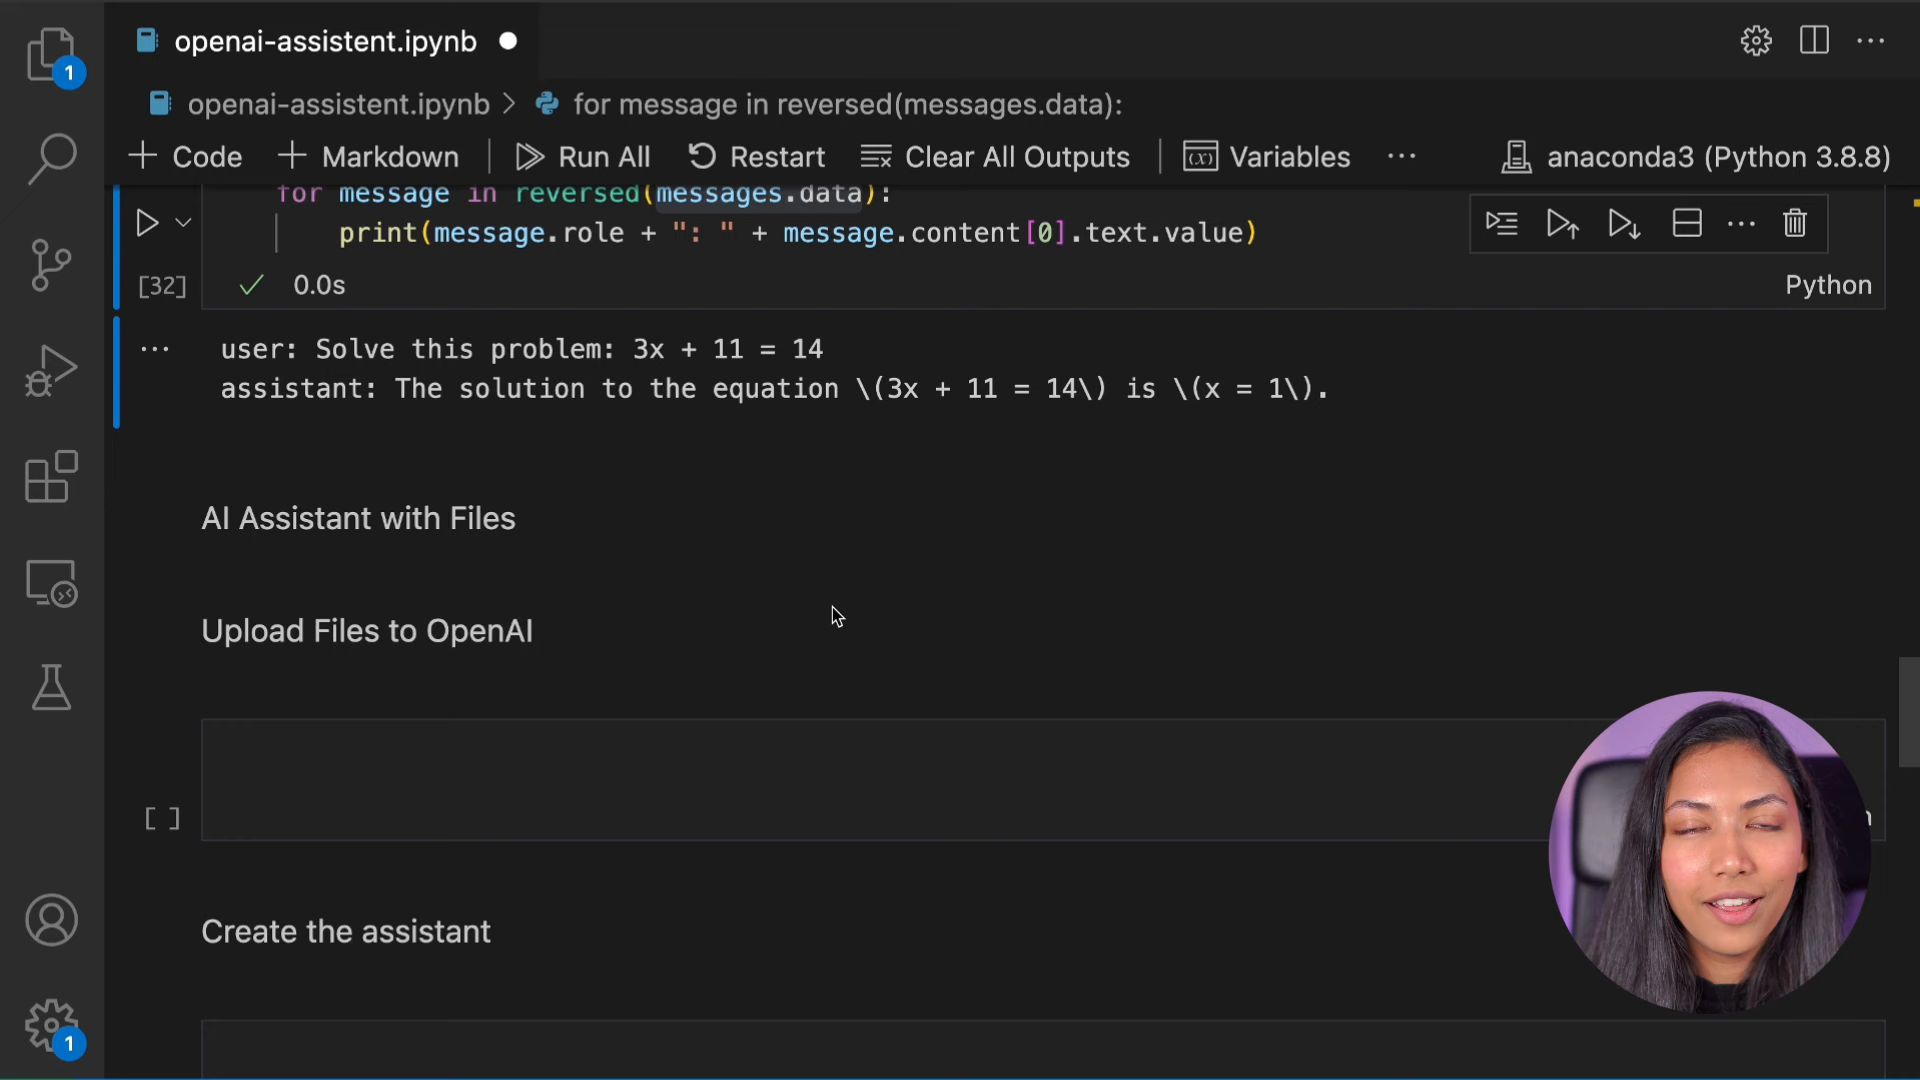 openai-assistent.ipynb
1
openai-assistent.ipynb > for message in reversed(messages.data):
+ Code + Markdown | Run All Restart Clear All Outputs | (x) Variables ··· anaconda3 (Python 3.8.8)
for message in reversed(messages.data):
print(message.role + ": " + message.content[0].text.value)
[32] ✓ 0.0s Python
user: Solve this problem: 3x + 11 = 14
assistant: The solution to the equation \(3x + 11 = 14\) is \(x = 1\).
AI Assistant with Files
Upload Files to OpenAI
[ ]
Create the assistant
1